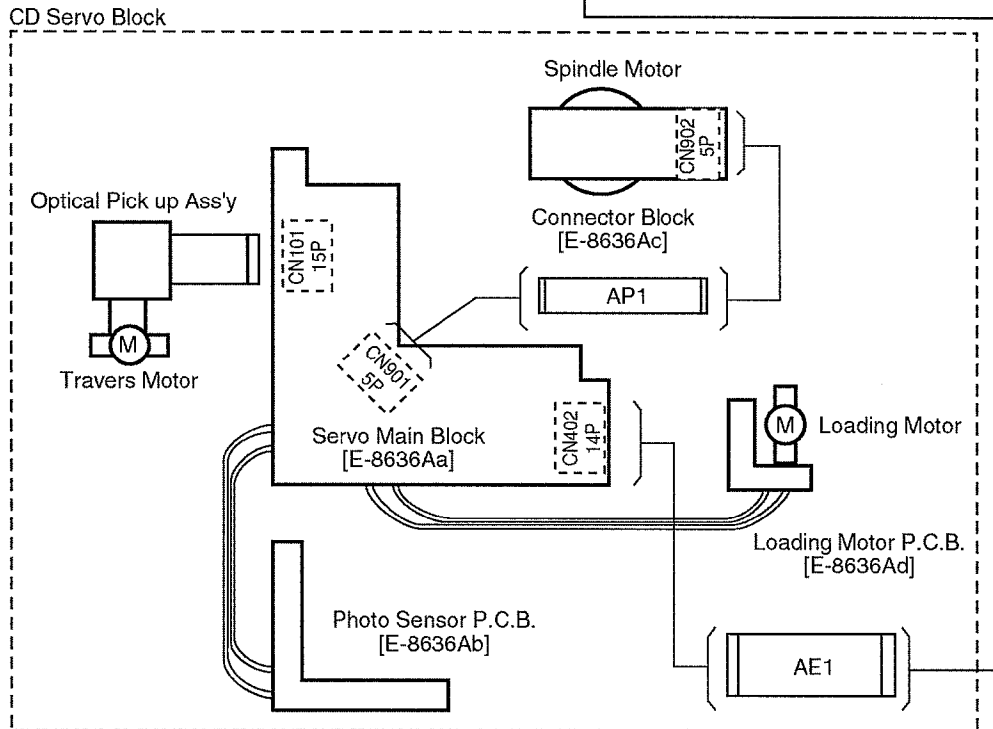 CD Servo Block
Spindle Motor
CN902
5P
Optical Pick up Ass'y
Connector Block
[E-8636Ac]
CN101
15P
AP1
M
Travers Motor
CN901
5P
Servo Main Block
[E-8636Aa]
CN402
14P
M
Loading Motor
Loading Motor P.C.B.
[E-8636Ad]
Photo Sensor P.C.B.
[E-8636Ab]
AE1